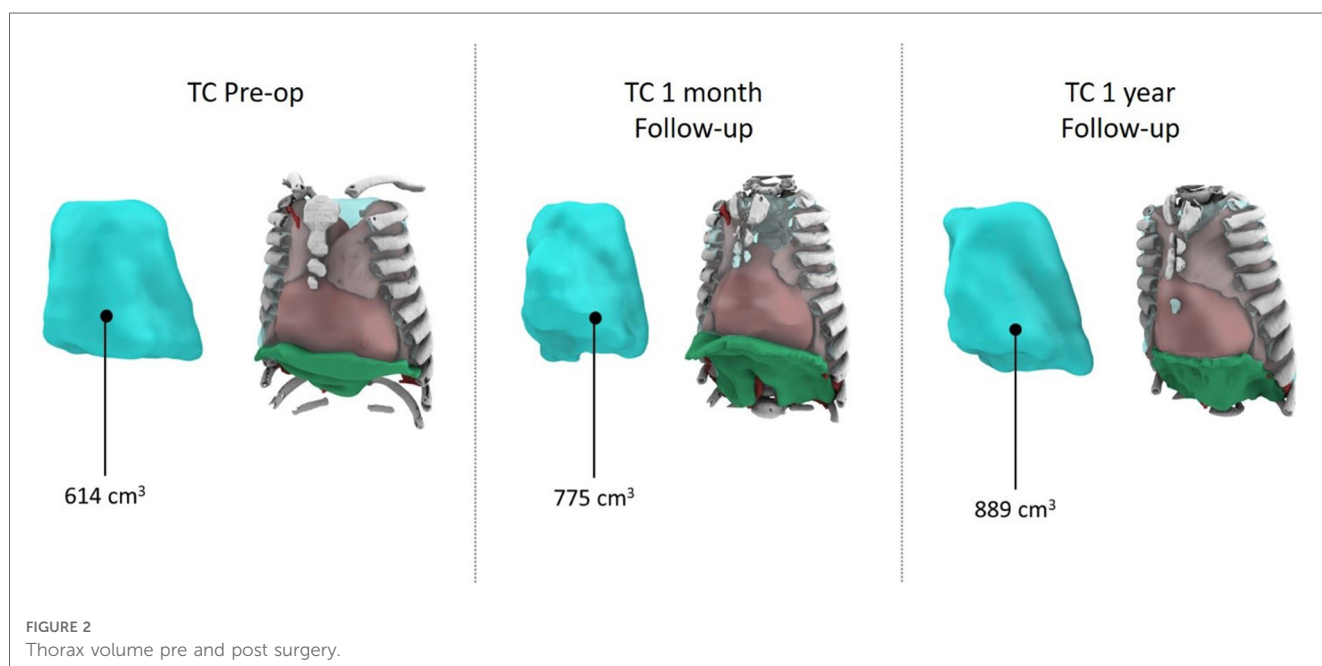 TC Pre-op
TC 1 month
Follow-up
TC 1 year
Follow-up
614 cm³
775 cm³
889 cm³
FIGURE 2
Thorax volume pre and post surgery.